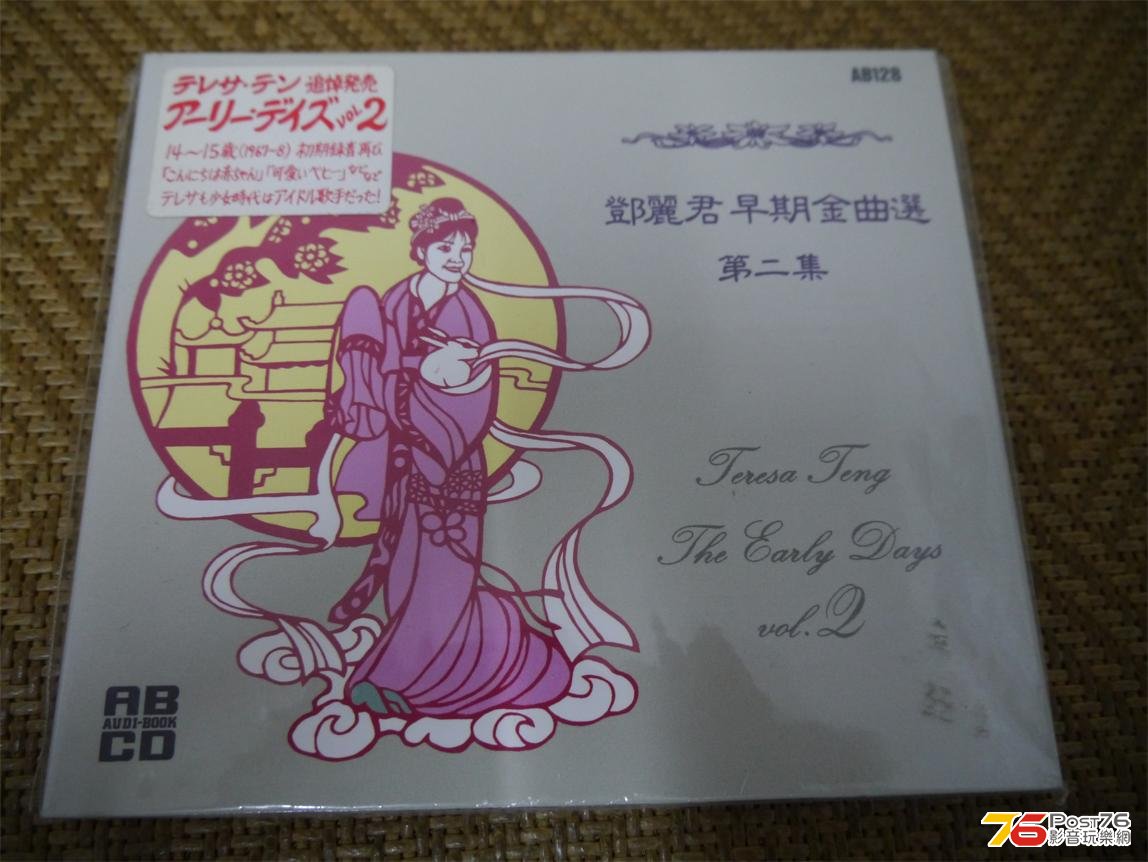 テレサ・テン 追悼発売
アーリー・デイズ VOL.2
14〜15歳(1967〜8) 初期録音再び、
「こんにちは赤ちゃん」「可愛いベビー」などなど
テレサも少女時代はアイドル歌手だった!
AB128
鄧麗君早期金曲選
第二集
Teresa Teng
The Early Days
vol.2
AB
AUDI-BOOK
CD
76 Post76
影音玩樂網